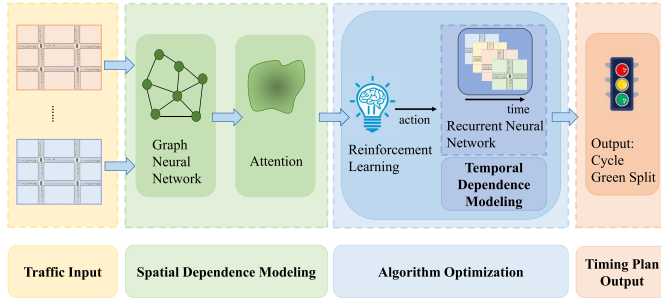 Graph
Neural
Network
Attention
Reinforcement
Learning
action
time
Recurrent Neural
Network
Temporal
Dependence
Modeling
Output:
Cycle
Green Split
Traffic Input
Spatial Dependence Modeling
Algorithm Optimization
Timing Plan
Output